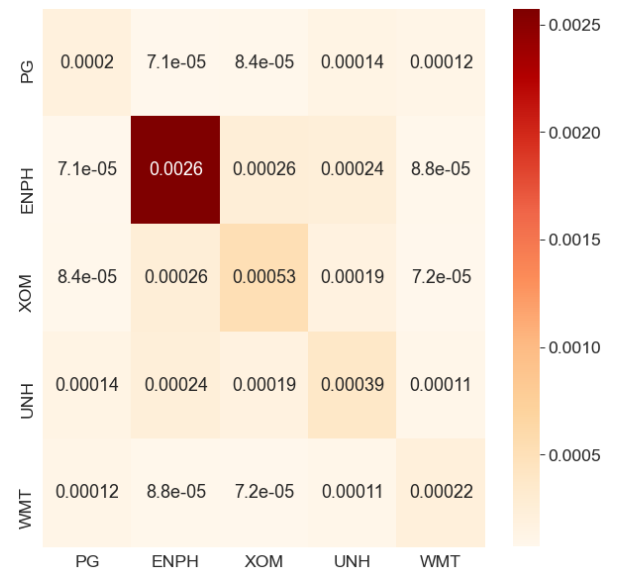 PG 0.0002 7.1e-05 8.4e-05 0.00014 0.00012
ENPH 7.1e-05 0.0026 0.00026 0.00024 8.8e-05
XOM 8.4e-05 0.00026 0.00053 0.00019 7.2e-05
UNH 0.00014 0.00024 0.00019 0.00039 0.00011
WMT 0.00012 8.8e-05 7.2e-05 0.00011 0.00022
PG ENPH XOM UNH WMT
0.0025
0.0020
0.0015
0.0010
0.0005